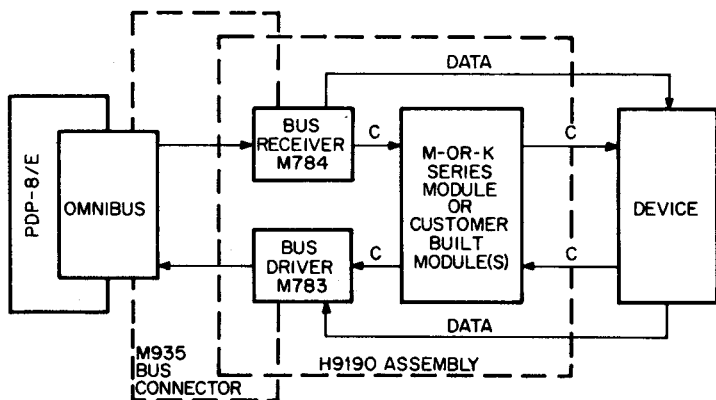 DATA
PDP-8/E
OMNIBUS
BUS
RECEIVER
M784
C
M-OR-K
SERIES
MODULE
OR
CUSTOMER
BUILT
MODULE(S)
C
DEVICE
BUS
DRIVER
M783
C
C
DATA
M935
BUS
CONNECTOR
H9190 ASSEMBLY